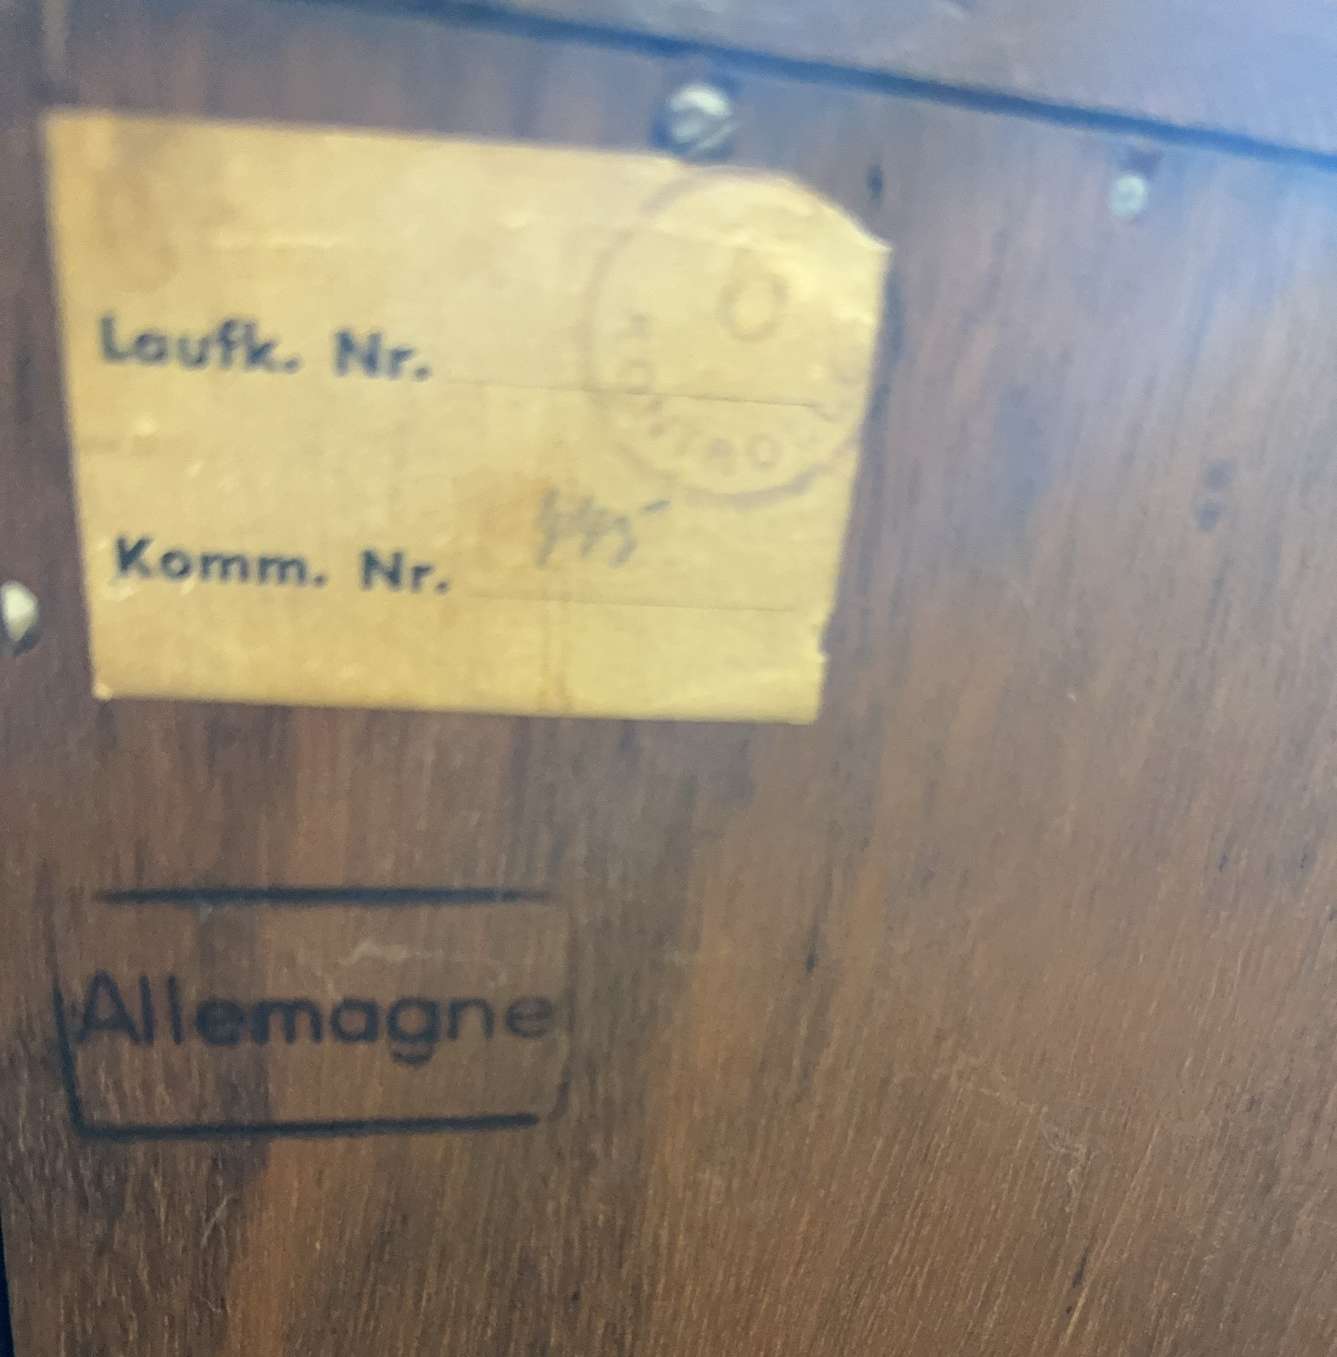 Laufk. Nr.
Komm. Nr.
Allemagne